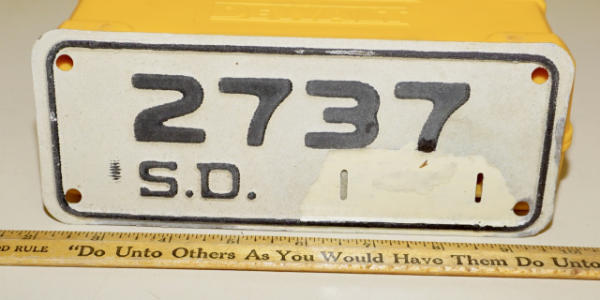 2737
S.D.
RULE "Do Unto Others As You Would Have Them Do Unto